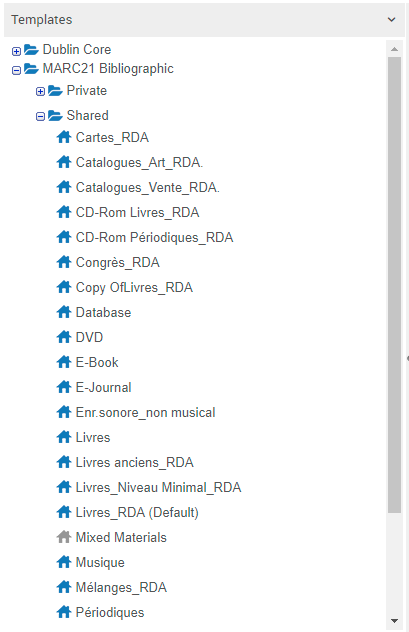 Templates
Dublin Core
MARC21 Bibliographic
Private
Shared
Cartes_RDA
Catalogues_Art_RDA.
Catalogues_Vente_RDA.
CD-Rom Livres_RDA
CD-Rom Périodiques_RDA
Congrès_RDA
Copy OfLivres_RDA
Database
DVD
E-Book
E-Journal
Enr.sonore_non musical
Livres
Livres anciens_RDA
Livres_Niveau Minimal_RDA
Livres_RDA (Default)
Mixed Materials
Musique
Mélanges_RDA
Périodiques